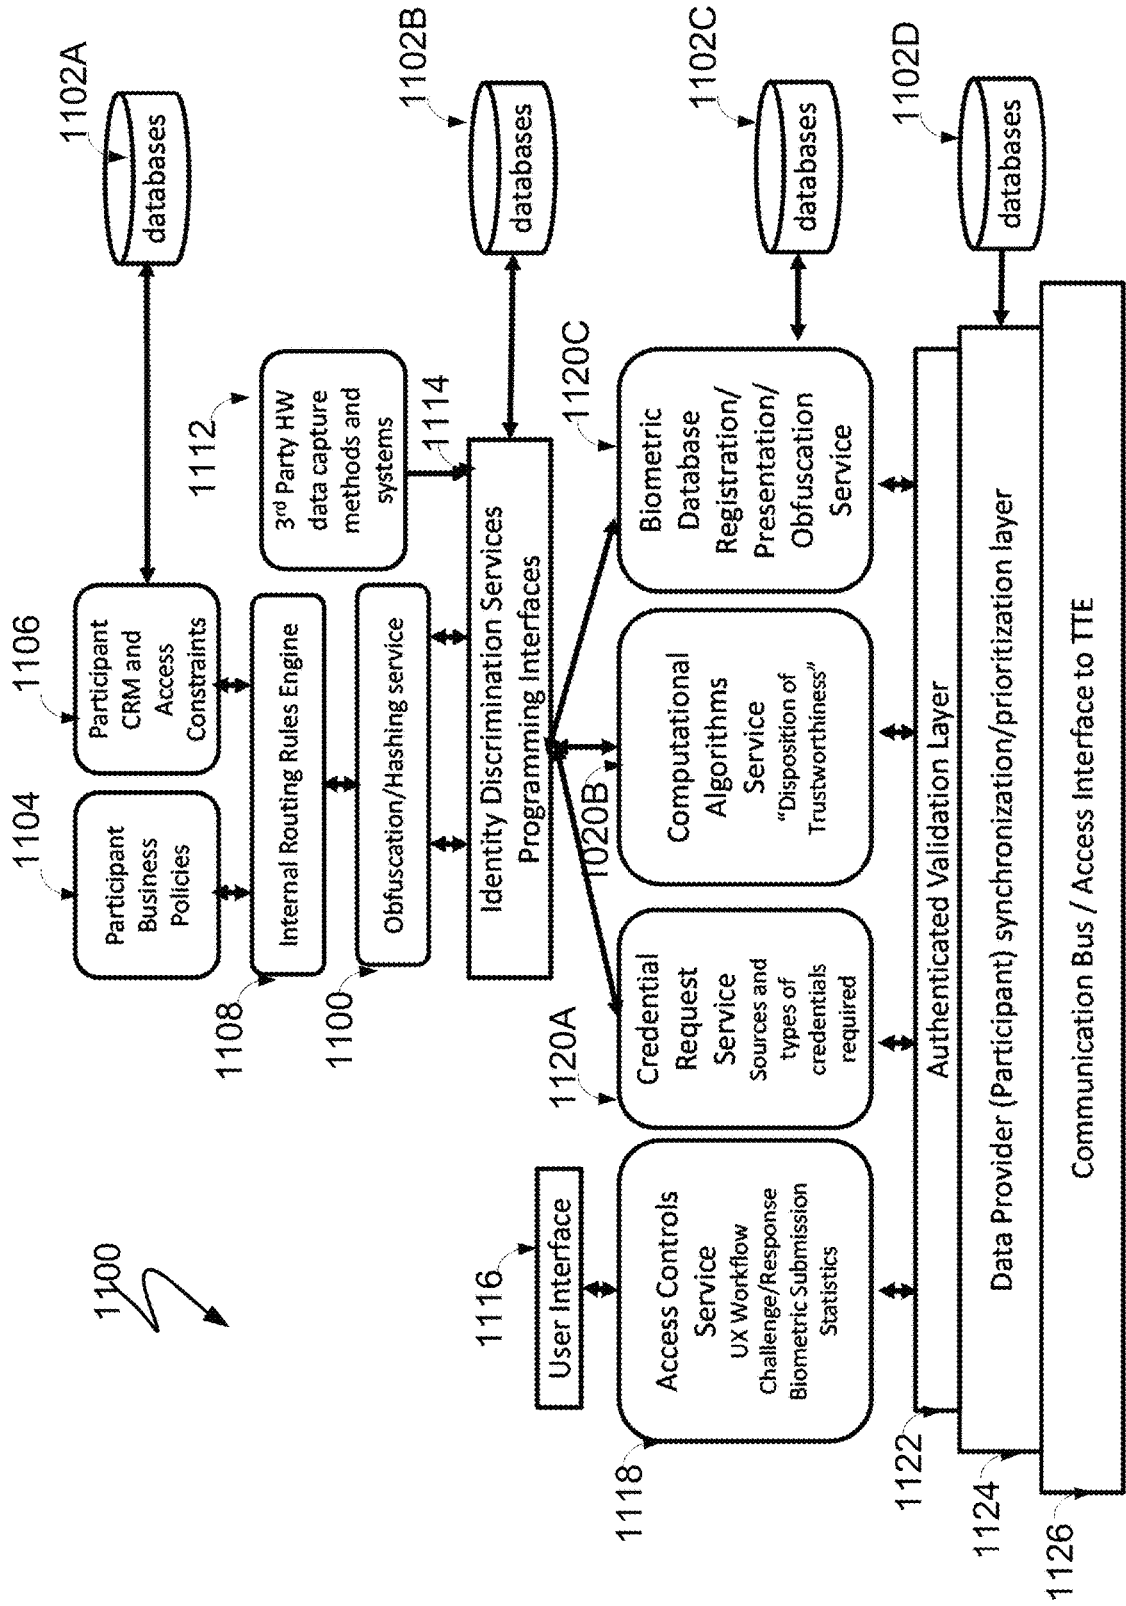 1100
1104
1106
1102A
Participant
Business
Policies
Participant
CRM and
Access
Constraints
databases
1108
Internal Routing Rules Engine
1112
3rd Party HW
data capture
methods and
systems
1100
Obfuscation/Hashing service
1114
1102B
databases
Identity Discrimination Services
Programming Interfaces
1116
User Interface
1118
1120A
1020B
1120C
1102C
Access Controls
Service
UX Workflow
Challenge/Response
Biometric Submission
Statistics
Credential
Request
Service
Sources and
types of
credentials
required
Computational
Algorithms
Service
“Disposition of
Trustworthiness”
Biometric
Database
Registration/
Presentation/
Obfuscation
Service
databases
1122
Authenticated Validation Layer
1102D
1124
Data Provider (Participant) synchronization/prioritization layer
databases
1126
Communication Bus / Access Interface to TTE